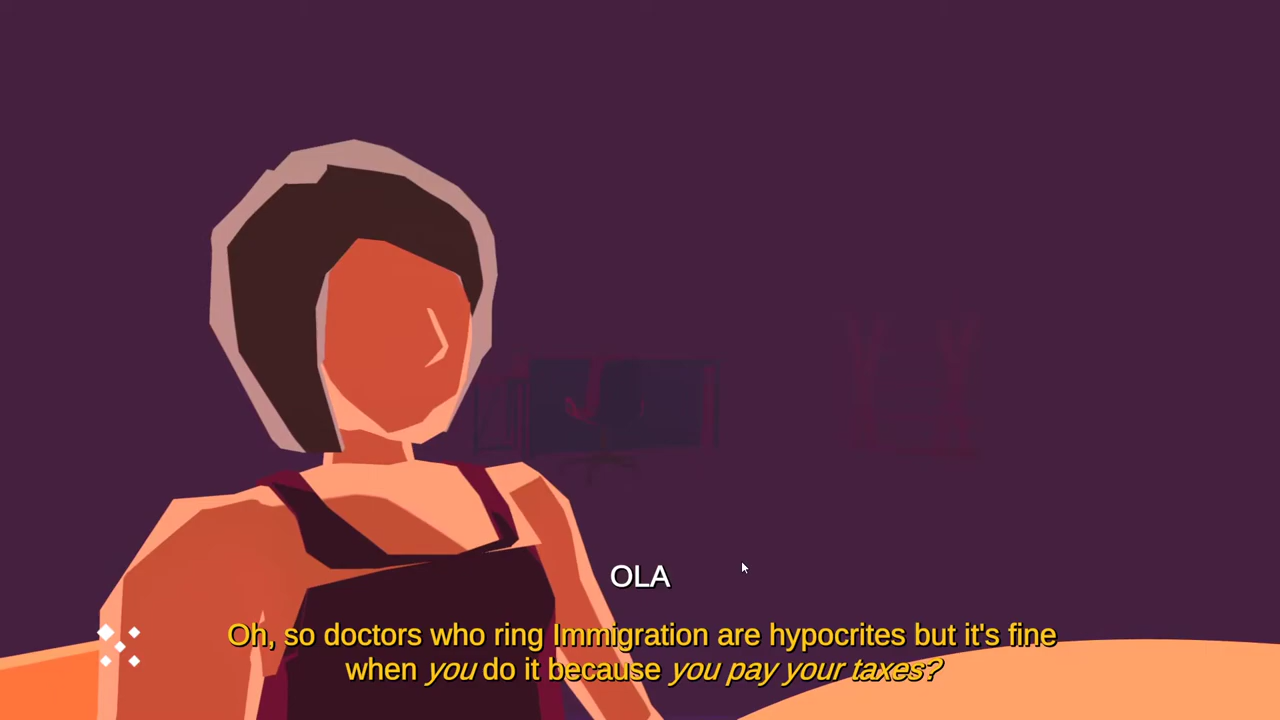 OLA
Oh, so doctors who ring Immigration are hypocrites but it's fine
when you do it because you pay your taxes?